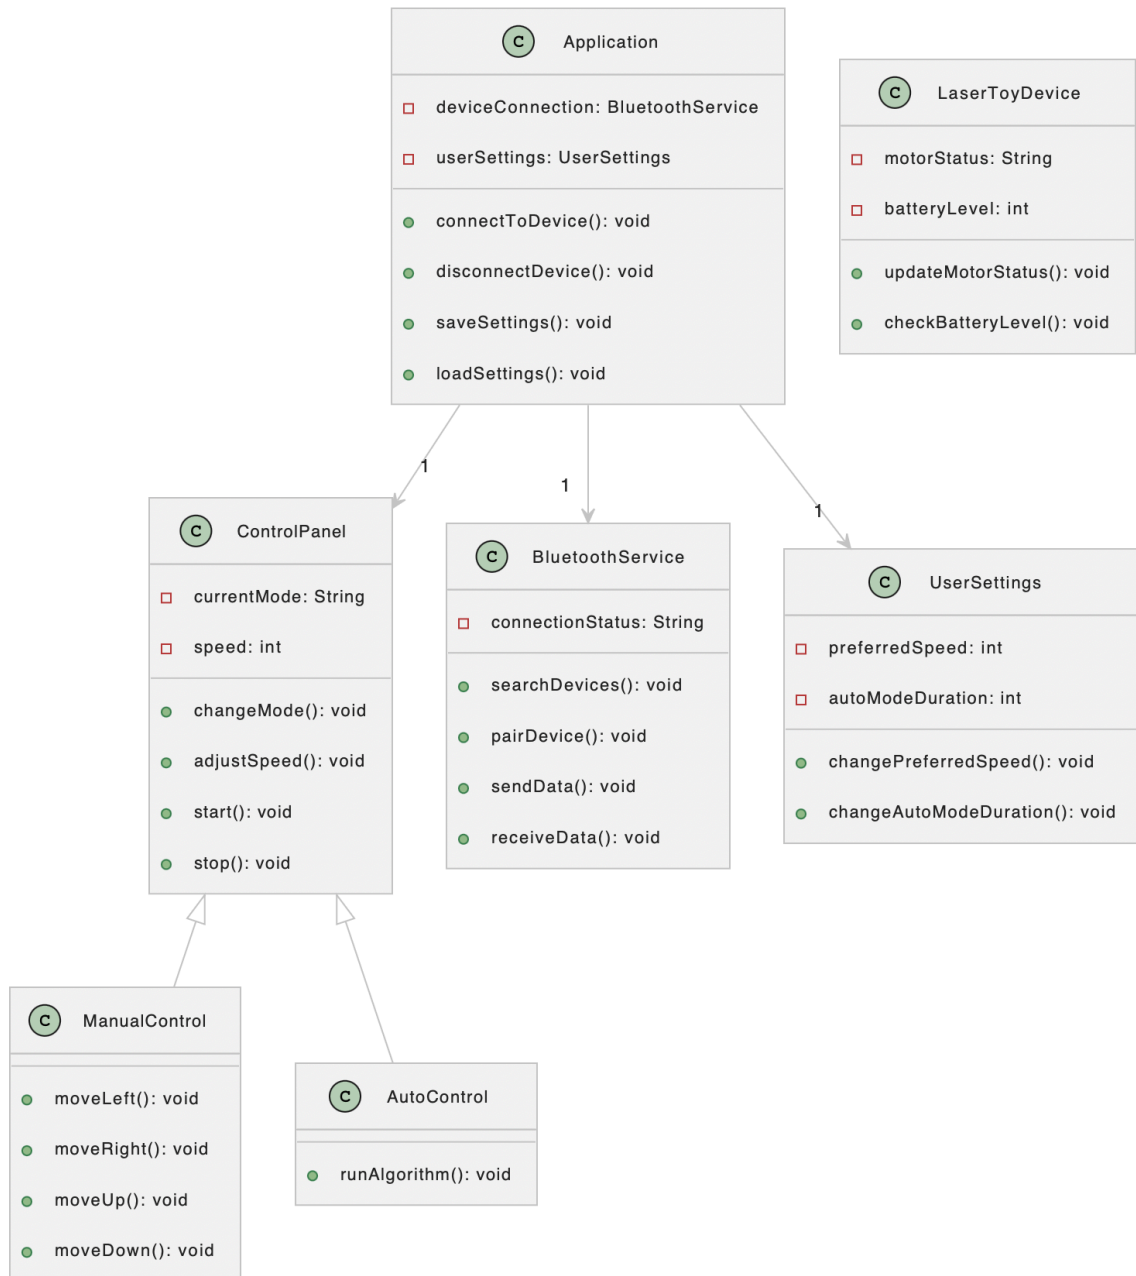 C Application
deviceConnection: BluetoothService
userSettings: UserSettings
connectToDevice(): void
disconnectDevice(): void
saveSettings(): void
loadSettings(): void
C LaserToyDevice
motorStatus: String
batteryLevel: int
updateMotorStatus(): void
checkBatteryLevel(): void
1
1
1
C ControlPanel
currentMode: String
speed: int
changeMode(): void
adjustSpeed(): void
start(): void
stop(): void
C BluetoothService
connectionStatus: String
searchDevices(): void
pairDevice(): void
sendData(): void
receiveData(): void
C UserSettings
preferredSpeed: int
autoModeDuration: int
changePreferredSpeed(): void
changeAutoModeDuration(): void
C ManualControl
moveLeft(): void
moveRight(): void
moveUp(): void
moveDown(): void
C AutoControl
runAlgorithm(): void